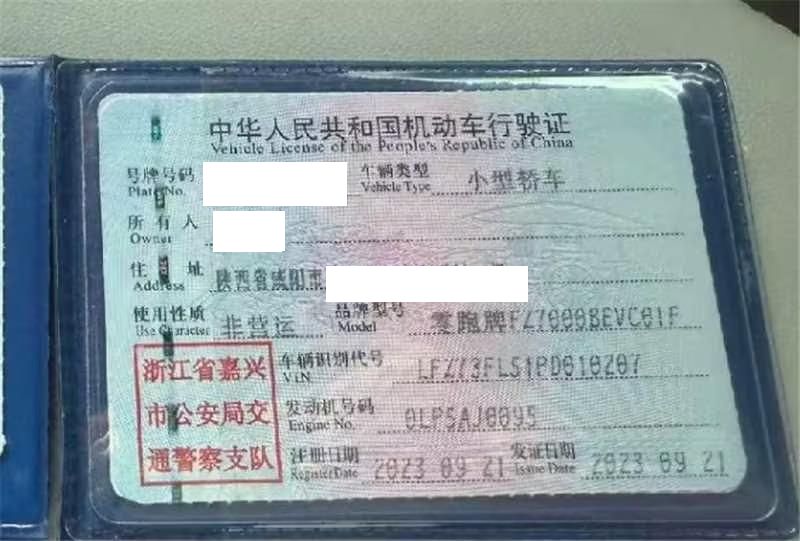 中华人民共和国机动车行驶证
Vehicle License of the People's Republic of China
号牌号码 车辆类型 小型轿车
Plate No. Vehicle Type
所有人
Owner
住址 陕西省咸阳市
Address
使用性质 非营运 品牌型号 零跑牌FZ7000BEVC01F
Use Character Model
浙江省嘉兴
市公安局交
通警察支队
车辆识别代号 LFZ73FLS1PD010207
VIN
发动机号码 0LP5AJ0095
Engine No.
注册日期 2023 09 21 发证日期 2023 09 21
Register Date Issue Date